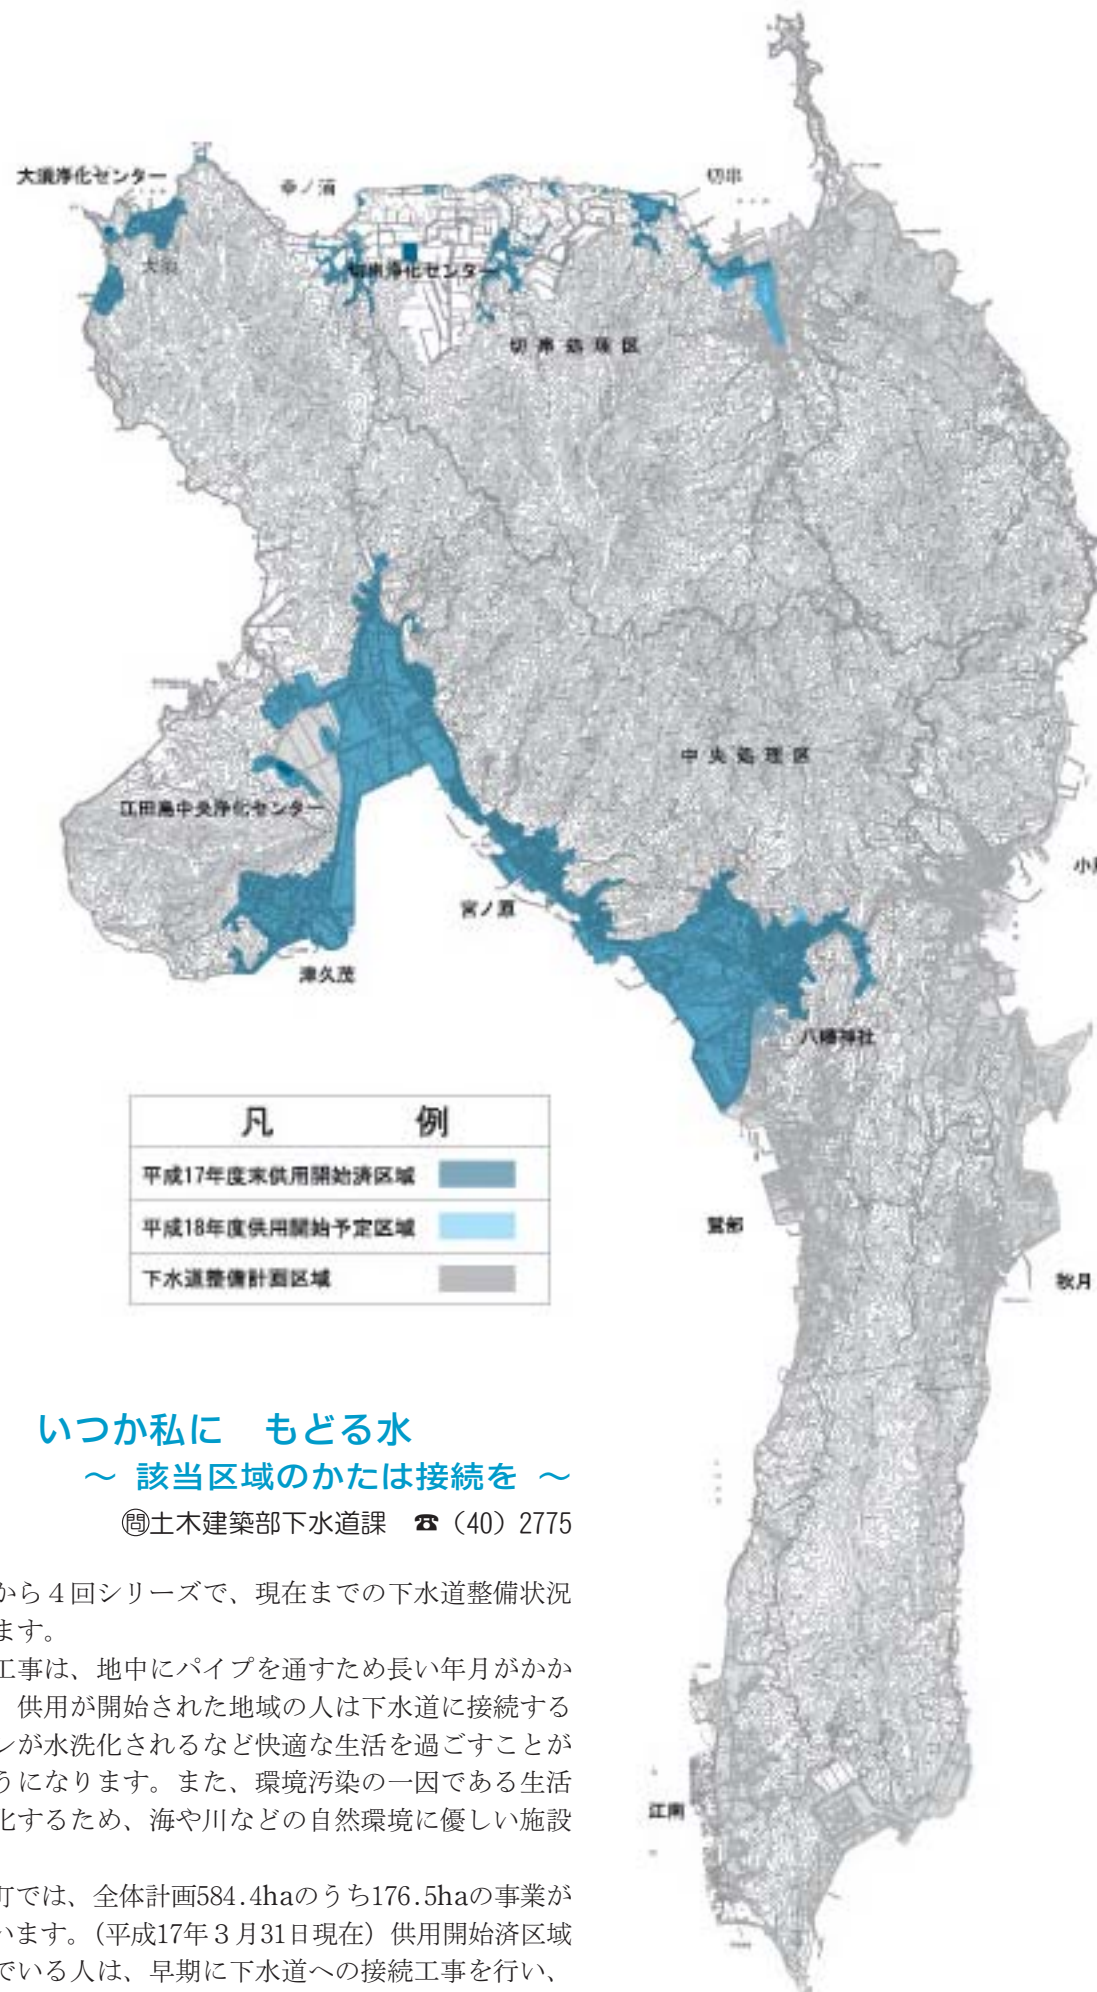 大須浄化センター
幸ノ浦
切串
大須
切串浄化センター
切串処理区
中央処理区
江田島中央浄化センター
宮ノ原
津久茂
八幡神社
凡 例
平成17年度末供用開始済区域
平成18年度供用開始予定区域
下水道整備計画区域
鷲部
秋月
江南
いつか私に もどる水
～ 該当区域のかたは接続を ～
㉄土木建築部下水道課 ☎（40）2775
から４回シリーズで、現在までの下水道整備状況
ます。
工事は、地中にパイプを通すため長い年月がかか
供用が開始された地域の人は下水道に接続する
レが水洗化されるなど快適な生活を過ごすことが
うになります。また、環境汚染の一因である生活
化するため、海や川などの自然環境に優しい施設
町では、全体計画584.4haのうち176.5haの事業が
います。(平成17年３月31日現在）供用開始済区域
でいる人は、早期に下水道への接続工事を行い、